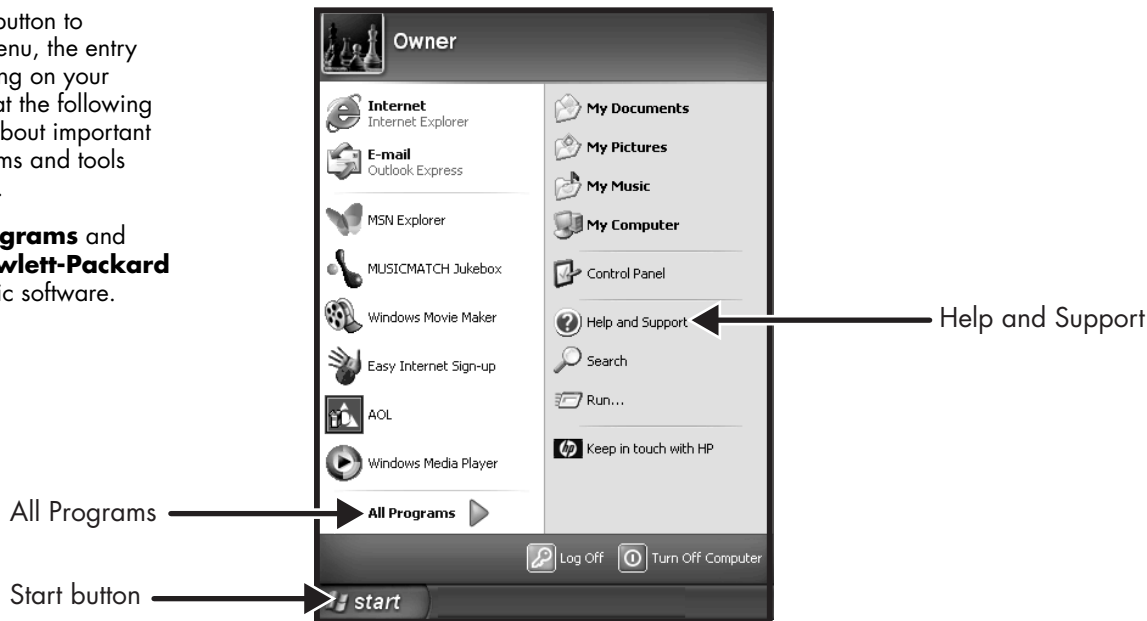 button to
enu, the entry
ng on your
at the following
bout important
ms and tools
.
ograms and
wlett-Packard
ic software.
Owner
Internet
Internet Explorer
E-mail
Outlook Express
MSN Explorer
MUSICMATCH Jukebox
Windows Movie Maker
Easy Internet Sign-up
AOL
Windows Media Player
All Programs
My Documents
My Pictures
My Music
My Computer
Control Panel
Help and Support
Search
Run...
hp Keep in touch with HP
Log Off Turn Off Computer
start
Help and Support
All Programs
Start button